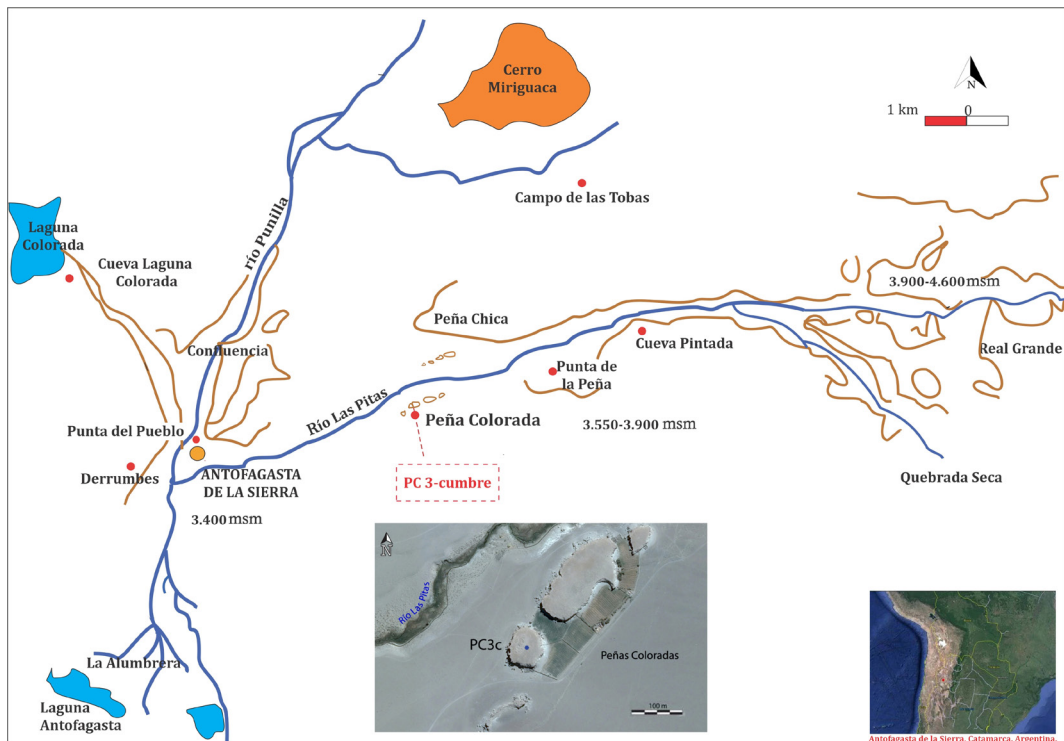 Cerro
Miriguaca
N
1 km 0
Campo de las Tobas
Laguna
Colorada
Cueva Laguna
Colorada
río Punilla
3.900-4.600 msm
Peña Chica
Confluencia
Cueva Pintada
Real Grande
Punta de
la Peña
Río Las Pitas
Peña Colorada
3.550-3.900 msm
Punta del Pueblo
Derrumbes
ANTOFAGASTA
DE LA SIERRA
PC 3-cumbre
Quebrada Seca
3.400 msm
N
Río Las Pitas
PC3c
Peñas Coloradas
100 m
La Alumbrera
Laguna
Antofagasta
Antofagasta de la Sierra, Catamarca, Argentina.